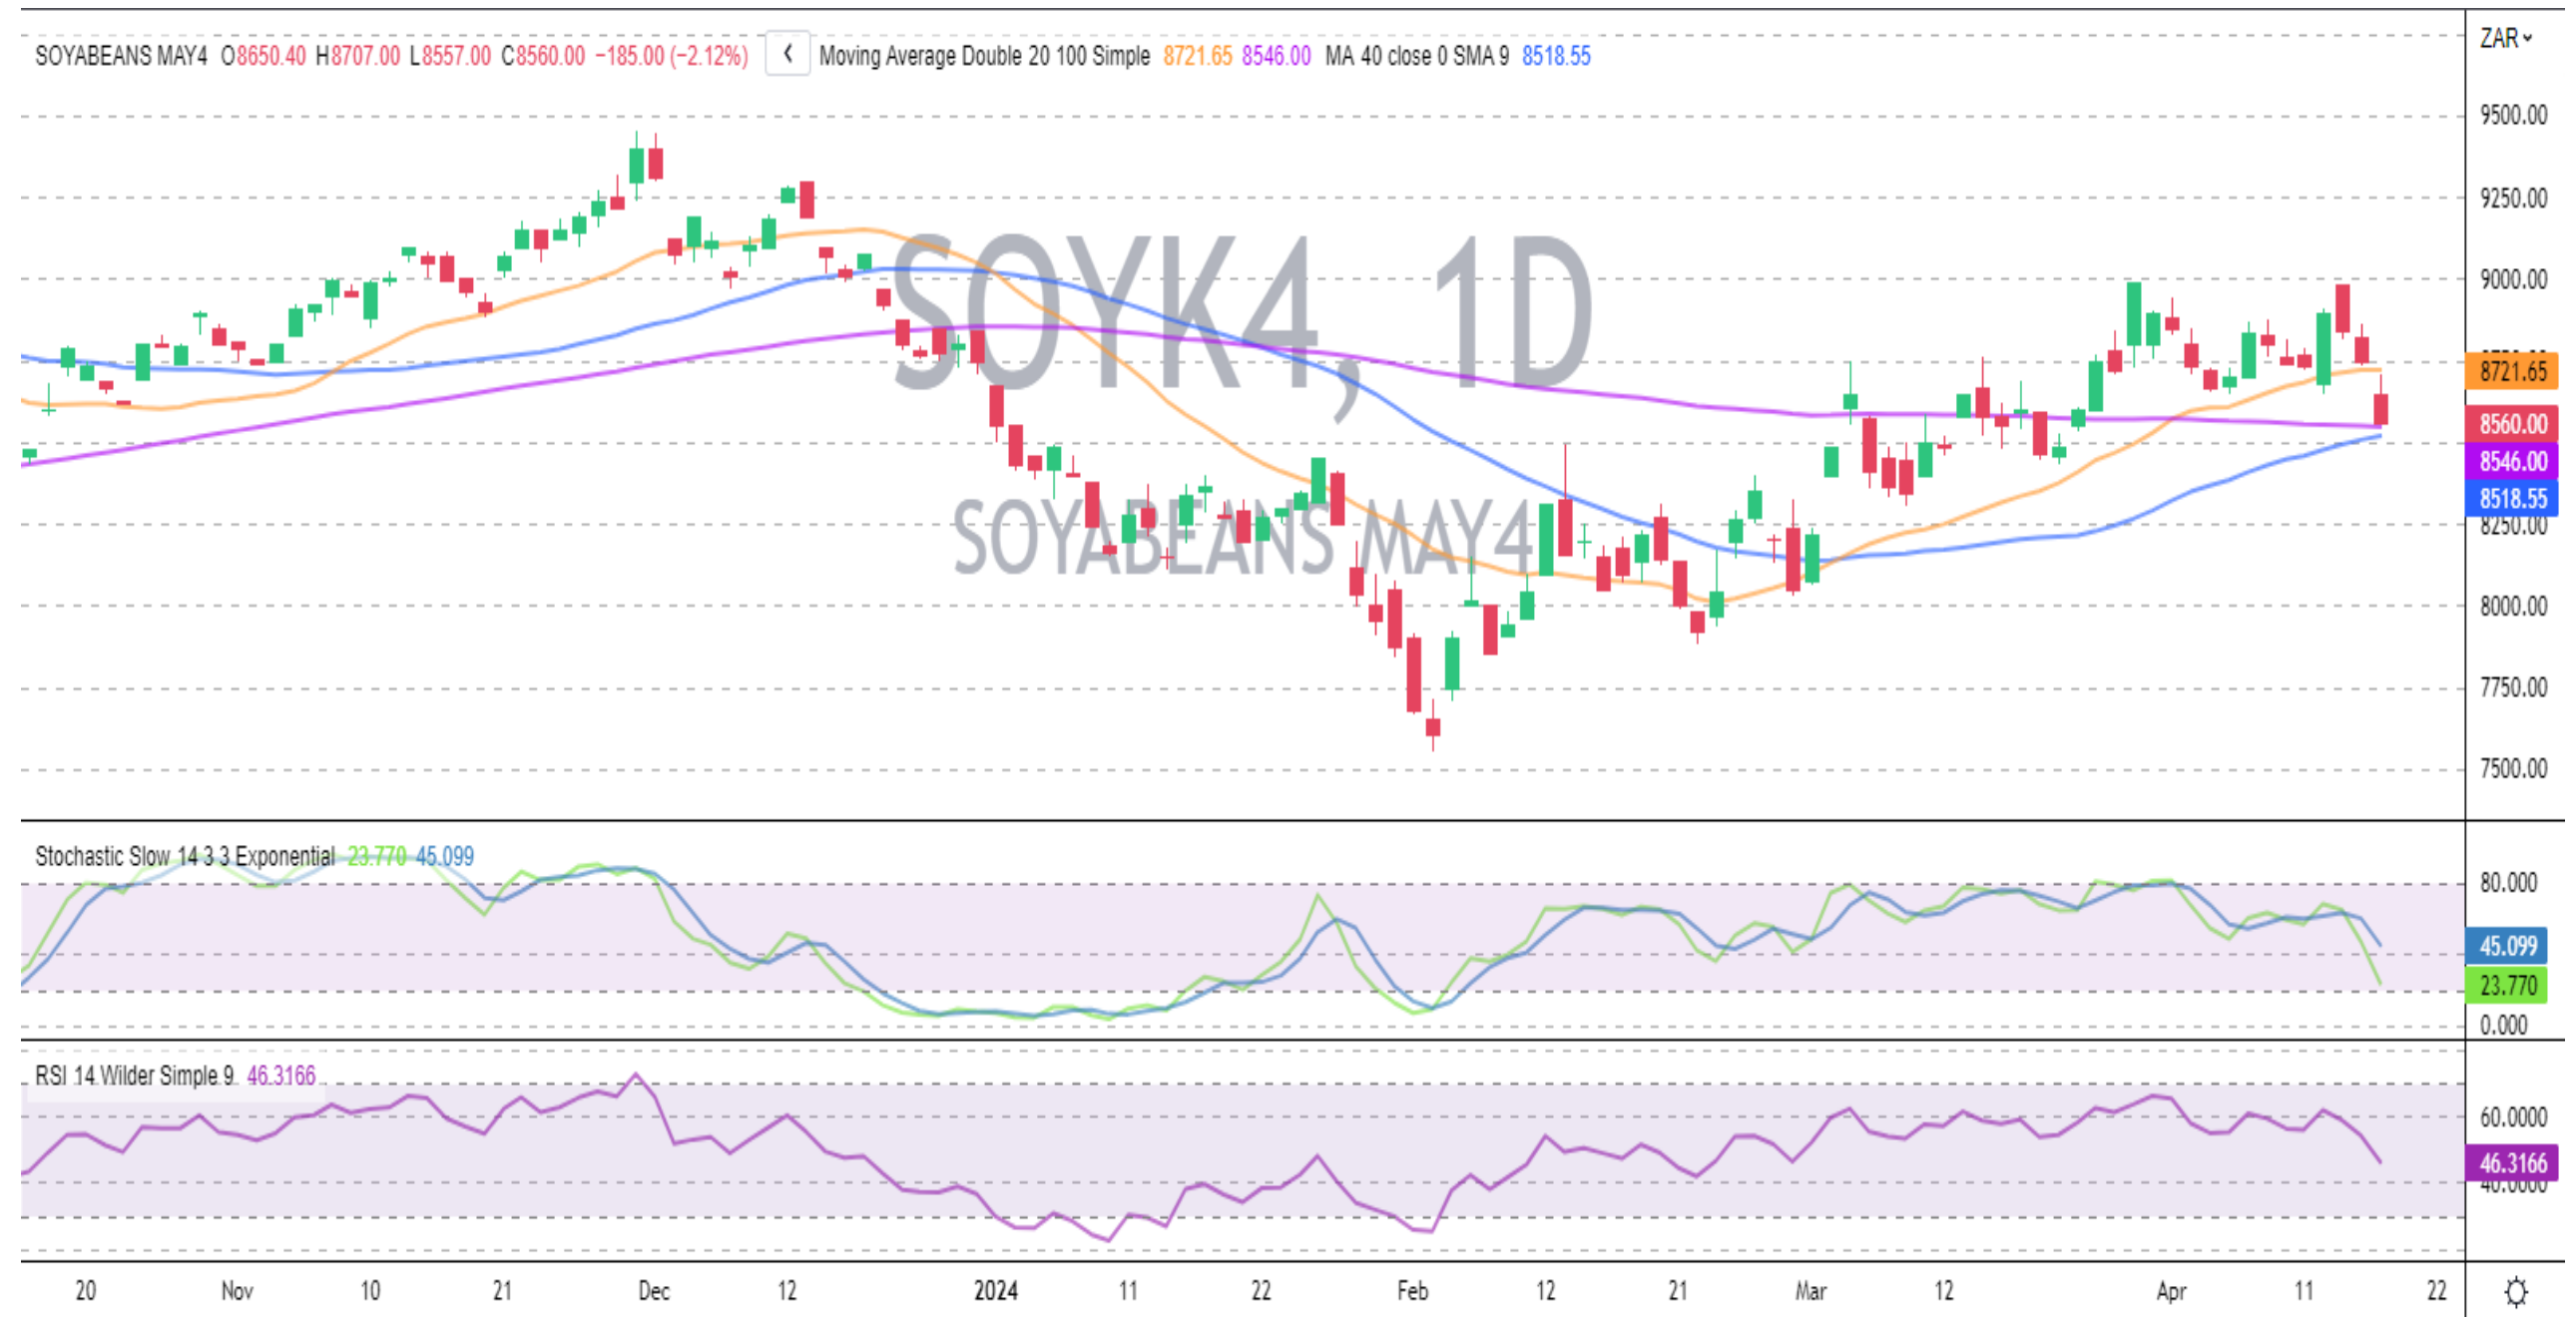 SOYABEANS MAY4 O8650.40 H8707.00 L8557.00 C8560.00 −185.00 (−2.12%) Moving Average Double 20 100 Simple 8721.65 8546.00 MA 40 close 0 SMA 9 8518.55
ZAR
9500.00
9250.00
9000.00
8721.65
8560.00
8546.00
8518.55
8250.00
8000.00
7750.00
7500.00
SOYK4, 1D
SOYABEANS MAY4
Stochastic Slow 14 3 3 Exponential 23.770 45.099
80.000
45.099
23.770
0.000
RSI 14 Wilder Simple 9 46.3166
60.0000
46.3166
40.0000
20 Nov 10 21 Dec 12 2024 11 22 Feb 12 21 Mar 12 Apr 11 22